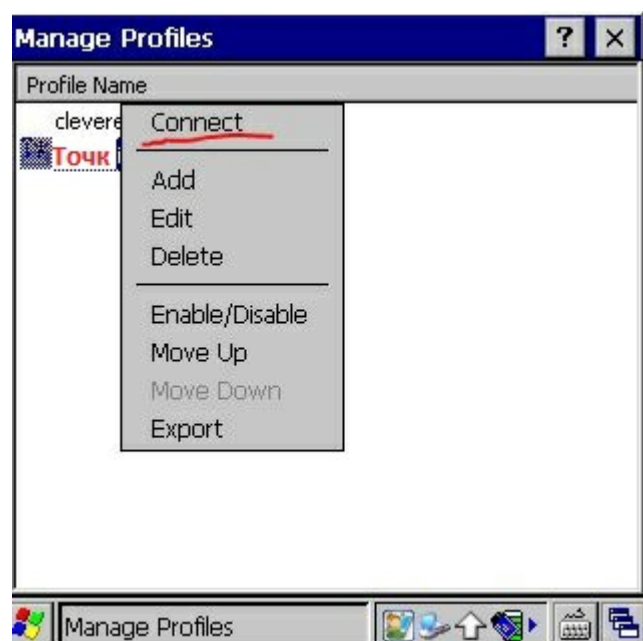 Manage Profiles
Profile Name
clevere
Точк
Connect
Add
Edit
Delete
Enable/Disable
Move Up
Move Down
Export
Manage Profiles